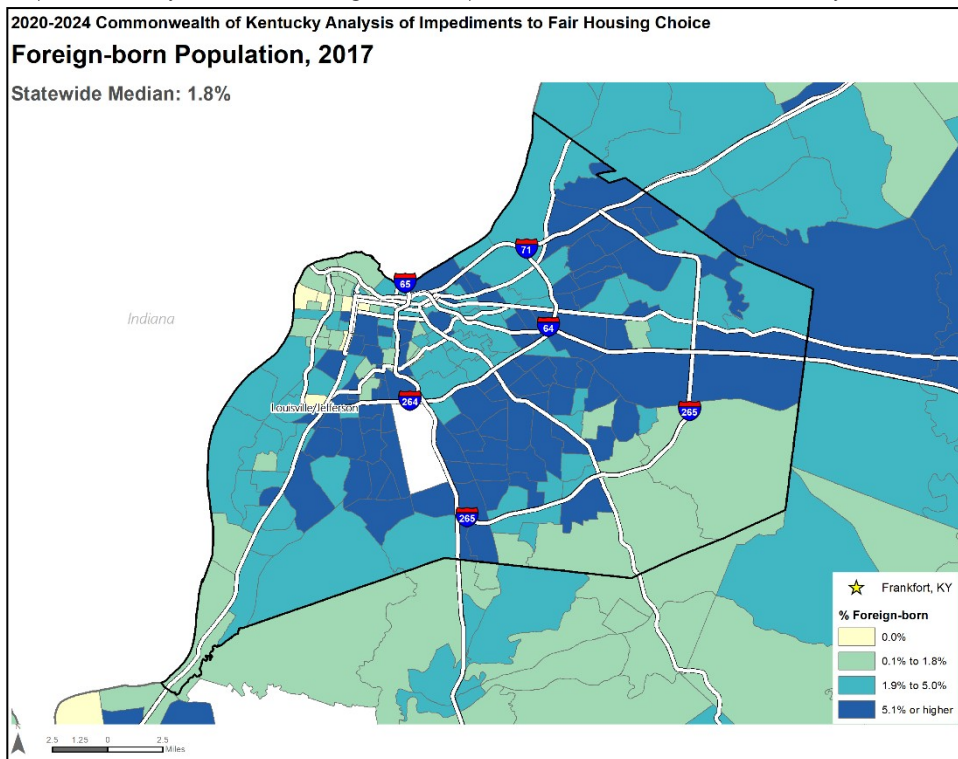 2020-2024 Commonwealth of Kentucky Analysis of Impediments to Fair Housing Choice
Foreign-born Population, 2017
Statewide Median: 1.8%
71
65
Indiana
64
Louisville/Jefferson
264
265
265
Frankfort, KY
% Foreign-born
0.0%
0.1% to 1.8%
1.9% to 5.0%
5.1% or higher
2.5 1.25 0 2.5
Miles